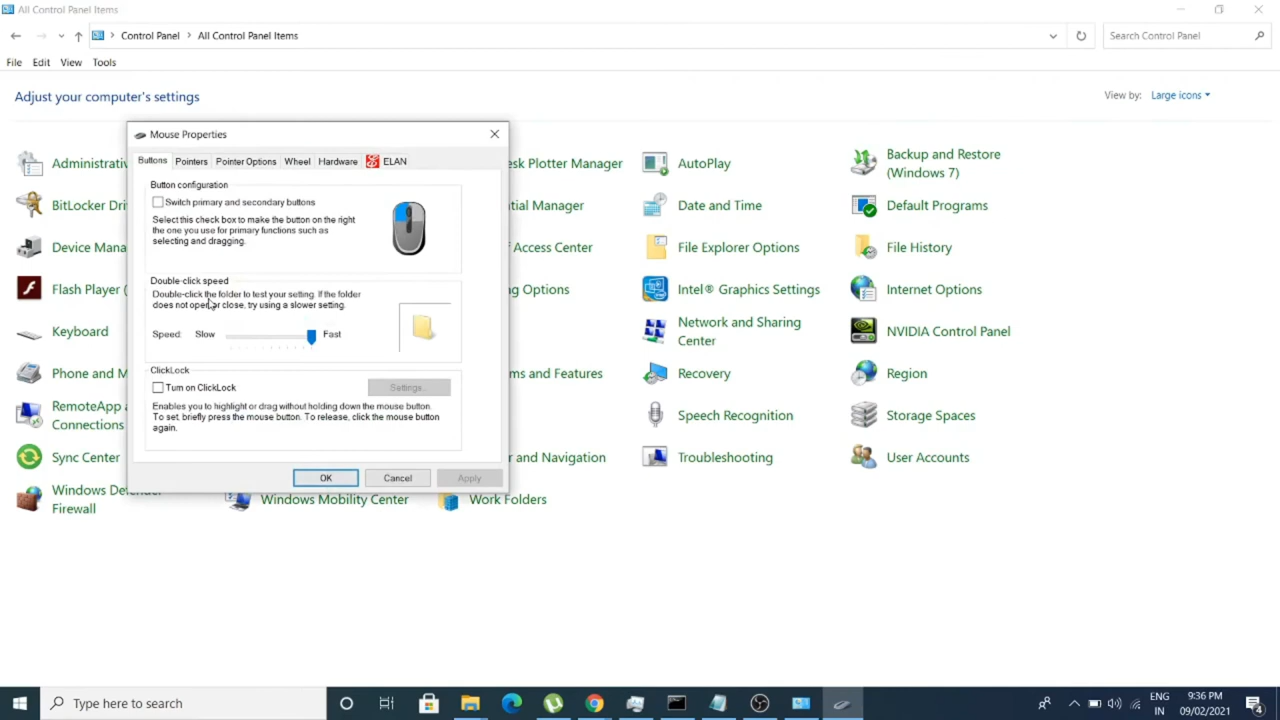 All Control Panel Items
Control Panel > All Control Panel Items
Search Control Panel
File Edit View Tools
Adjust your computer's settings
View by: Large icons
Mouse Properties
Buttons Pointers Pointer Options Wheel Hardware ELAN
Button configuration
Switch primary and secondary buttons
Select this check box to make the button on the right
the one you use for primary functions such as
selecting and dragging.
Double-click speed
Double-click the folder to test your setting. If the folder
does not open or close, try using a slower setting.
Speed: Slow Fast
ClickLock
Turn on ClickLock
Settings...
Enables you to highlight or drag without holding down the mouse button.
To set, briefly press the mouse button. To release, click the mouse button
again.
OK Cancel Apply
Administrativ
BitLocker Dri
Device Mana
Flash Player (
Keyboard
Phone and M
RemoteApp a
Connections
Sync Center
Windows Defender
Firewall
Windows Mobility Center
sk Plotter Manager
ntial Manager
f Access Center
ng Options
ms and Features
r and Navigation
Work Folders
AutoPlay
Date and Time
File Explorer Options
Intel® Graphics Settings
Network and Sharing
Center
Recovery
Speech Recognition
Troubleshooting
Backup and Restore
(Windows 7)
Default Programs
File History
Internet Options
NVIDIA Control Panel
Region
Storage Spaces
User Accounts
Type here to search
ENG
IN
9:36 PM
09/02/2021
4